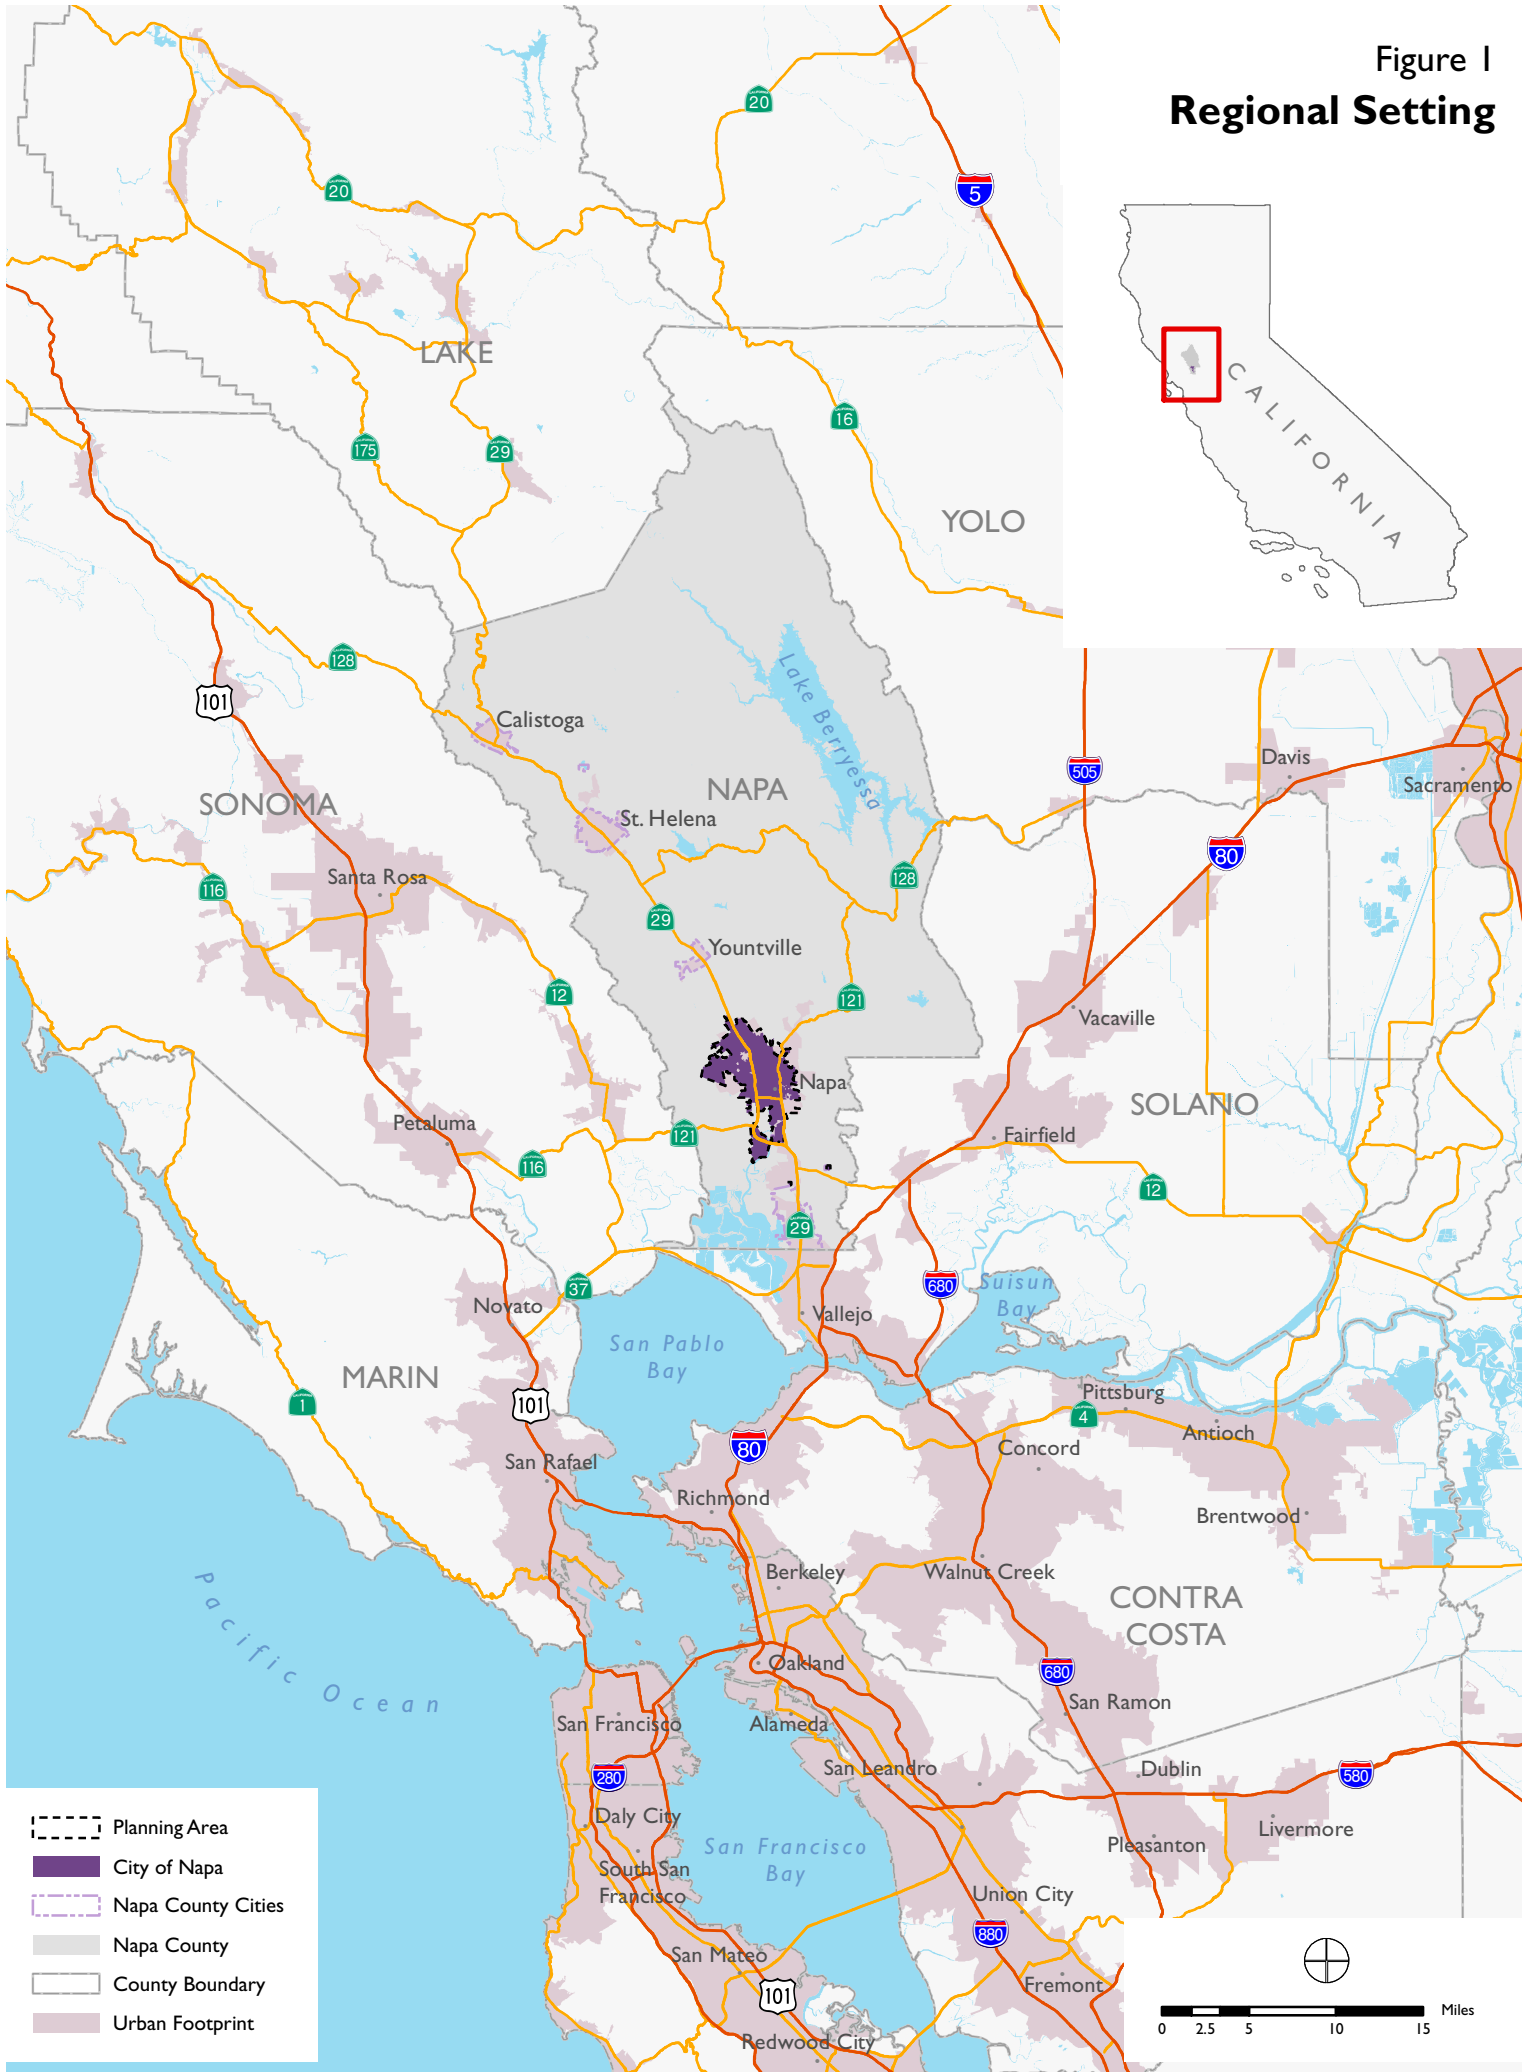 Figure 1
Regional Setting
20
5
20
CALIFORNIA
LAKE
16
175
29
YOLO
128
101
Calistoga
Lake Berryessa
NAPA
505
Davis
Sacramento
SONOMA
St. Helena
80
Santa Rosa
116
128
29
Yountville
12
121
Vacaville
Napa
SOLANO
Petaluma
121
Fairfield
116
12
29
37
680
Suisun
Bay
Novato
Vallejo
San Pablo
Bay
MARIN
1
101
Pittsburg
4
Antioch
80
Concord
San Rafael
Richmond
Brentwood
Berkeley
Walnut Creek
Pacific Ocean
CONTRA
COSTA
Oakland
680
San Ramon
San Francisco
Alameda
San Leandro
Dublin
280
580
Daly City
San Francisco
Bay
Livermore
Pleasanton
South San
Francisco
Union City
880
San Mateo
Fremont
101
Redwood City
Planning Area
City of Napa
Napa County Cities
Napa County
County Boundary
Urban Footprint
Miles
0 2.5 5 10 15